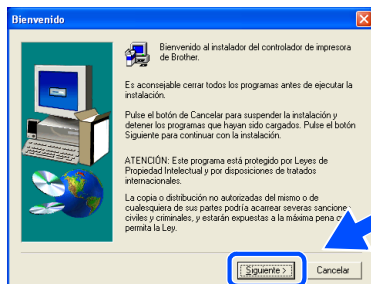 Bienvenido
Bienvenido al instalador del controlador de impresora
de Brother.
Es aconsejable cerrar todos los programas antes de ejecutar la
instalación.
Pulse el botón de Cancelar para suspender la instalación y
detener los programas que hayan sido cargados. Pulse el botón
Siguiente para continuar con la instalación.
ATENCIÓN: Este programa está protegido por Leyes de
Propiedad Intelectual y por disposiciones de tratados
internacionales.
La copia o distribución no autorizadas del mismo o de
cualesquiera de sus partes podría acarrear severas sanciones
civiles y criminales, y estarán expuestas a la máxima pena
permita la Ley.
Siguiente >
Cancelar